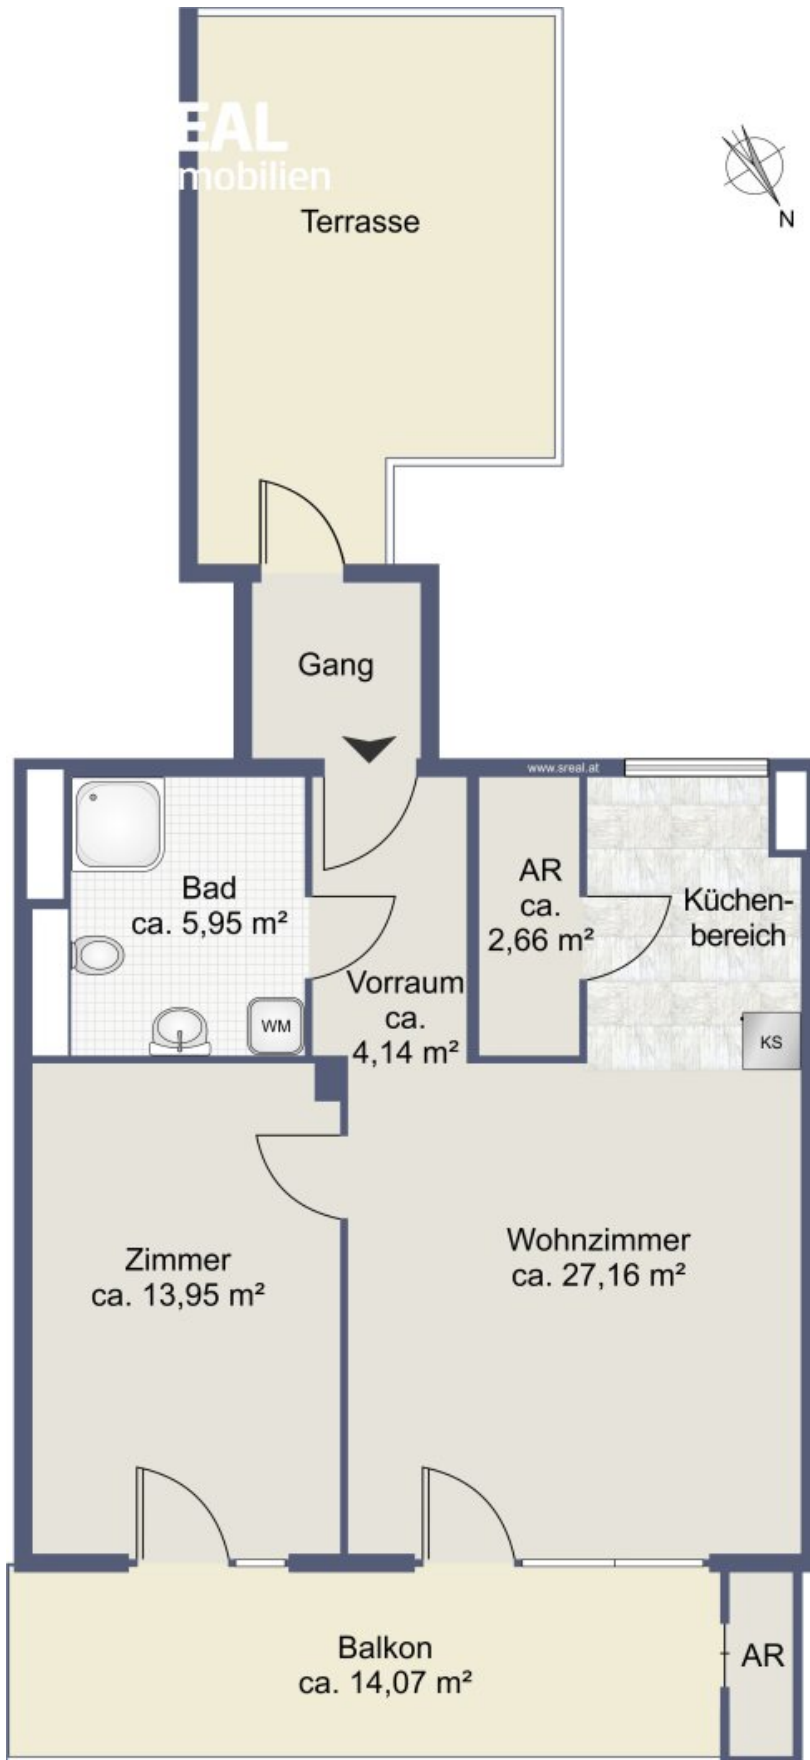 EAL
mobilien
Terrasse
N
Gang
www.sreal.at
Bad
ca. 5,95 m²
AR
ca.
2,66 m²
Küchen-
bereich
Vorraum
ca.
4,14 m²
WM
KS
Zimmer
ca. 13,95 m²
Wohnzimmer
ca. 27,16 m²
Balkon
ca. 14,07 m²
AR